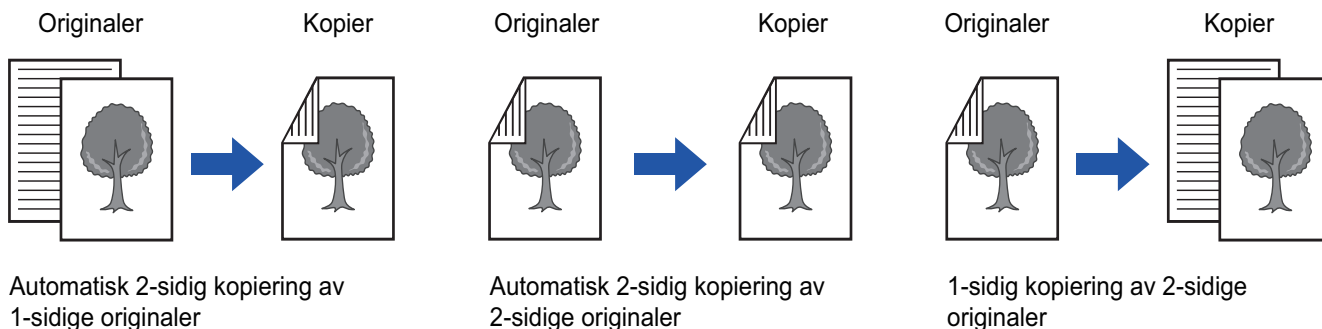 Originaler
Kopier
Originaler
Kopier
Originaler
Kopier
Automatisk 2-sidig kopiering av
1-sidige originaler
Automatisk 2-sidig kopiering av
2-sidige originaler
1-sidig kopiering av 2-sidige
originaler